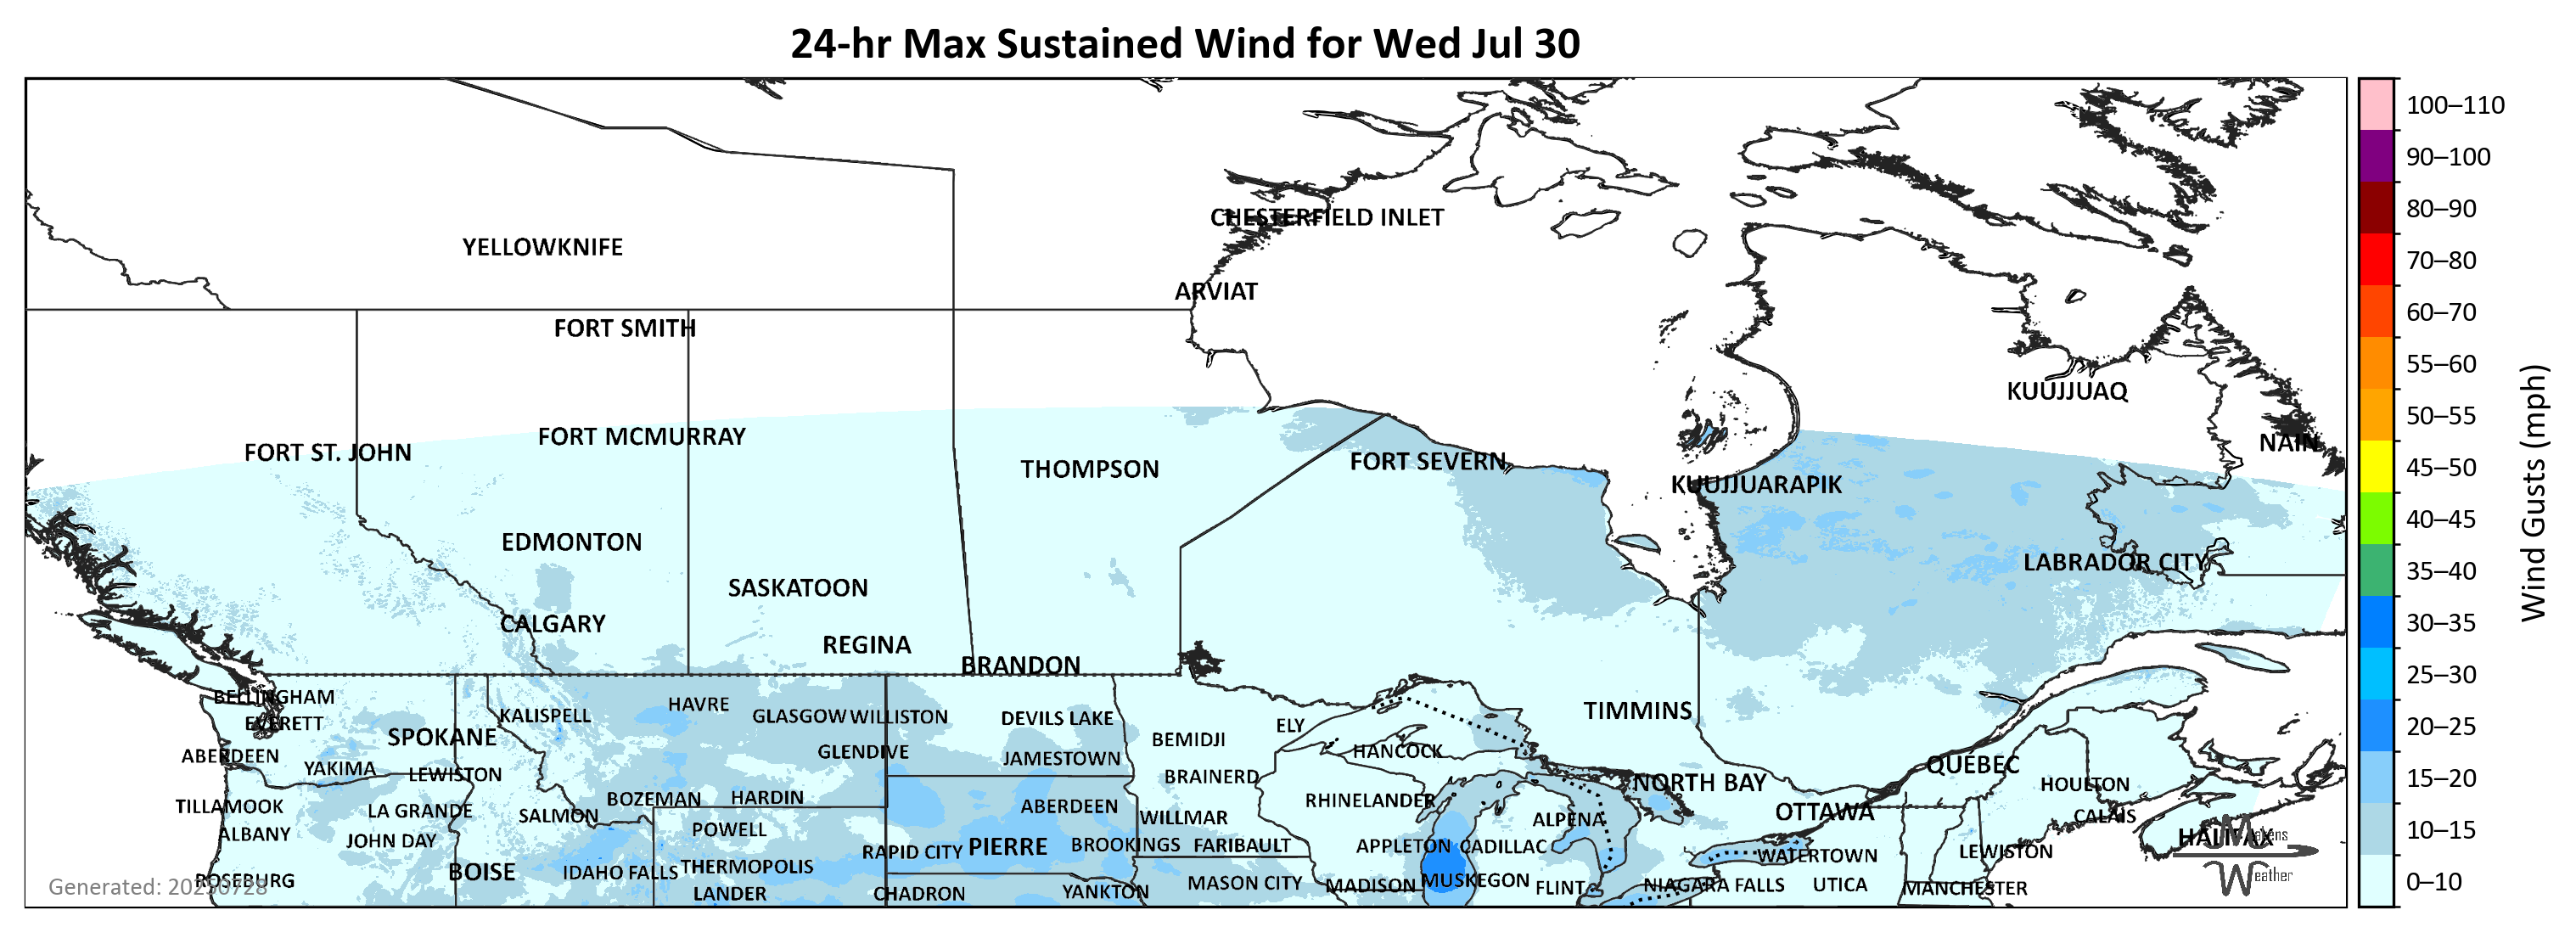 24-hr Max Sustained Wind for Wed Jul 30
100–110
90–100
80–90
70–80
60–70
55–60
50–55
45–50
40–45
35–40
30–35
25–30
20–25
15–20
10–15
0–10
Wind Gusts (mph)
CHESTERFIELD INLET
YELLOWKNIFE
ARVIAT
FORT SMITH
KUUJJUAQ
FORT MCMURRAY
NAIN
FORT ST. JOHN
FORT SEVERN
THOMPSON
KUUJJUARAPIK
EDMONTON
LABRADOR CITY
SASKATOON
CALGARY
REGINA
BRANDON
BELLINGHAM
HAVRE
TIMMINS
KALISPELL
GLASGOW
WILLISTON
DEVILS LAKE
EVERETT
ELY
SPOKANE
BEMIDJI
GLENDIVE
HANCOCK
ABERDEEN
JAMESTOWN
QUEBEC
YAKIMA
LEWISTON
BRAINERD
NORTH BAY
HOULTON
BOZEMAN
HARDIN
RHINELANDER
TILLAMOOK
LA GRANDE
SALMON
ABERDEEN
WILLMAR
ALPENA
OTTAWA
CALAIS
ALBANY
POWELL
HALIFAX
Makens
Weather
JOHN DAY
RAPID CITY
PIERRE
BROOKINGS
FARIBAULT
APPLETON
CADILLAC
WATERTOWN
LEWISTON
BOISE
IDAHO FALLS
THERMOPOLIS
ROSEBURG
MASON CITY
MADISON
MUSKEGON
FLINT
NIAGARA FALLS
UTICA
MANCHESTER
LANDER
CHADRON
YANKTON
Generated: 20250728